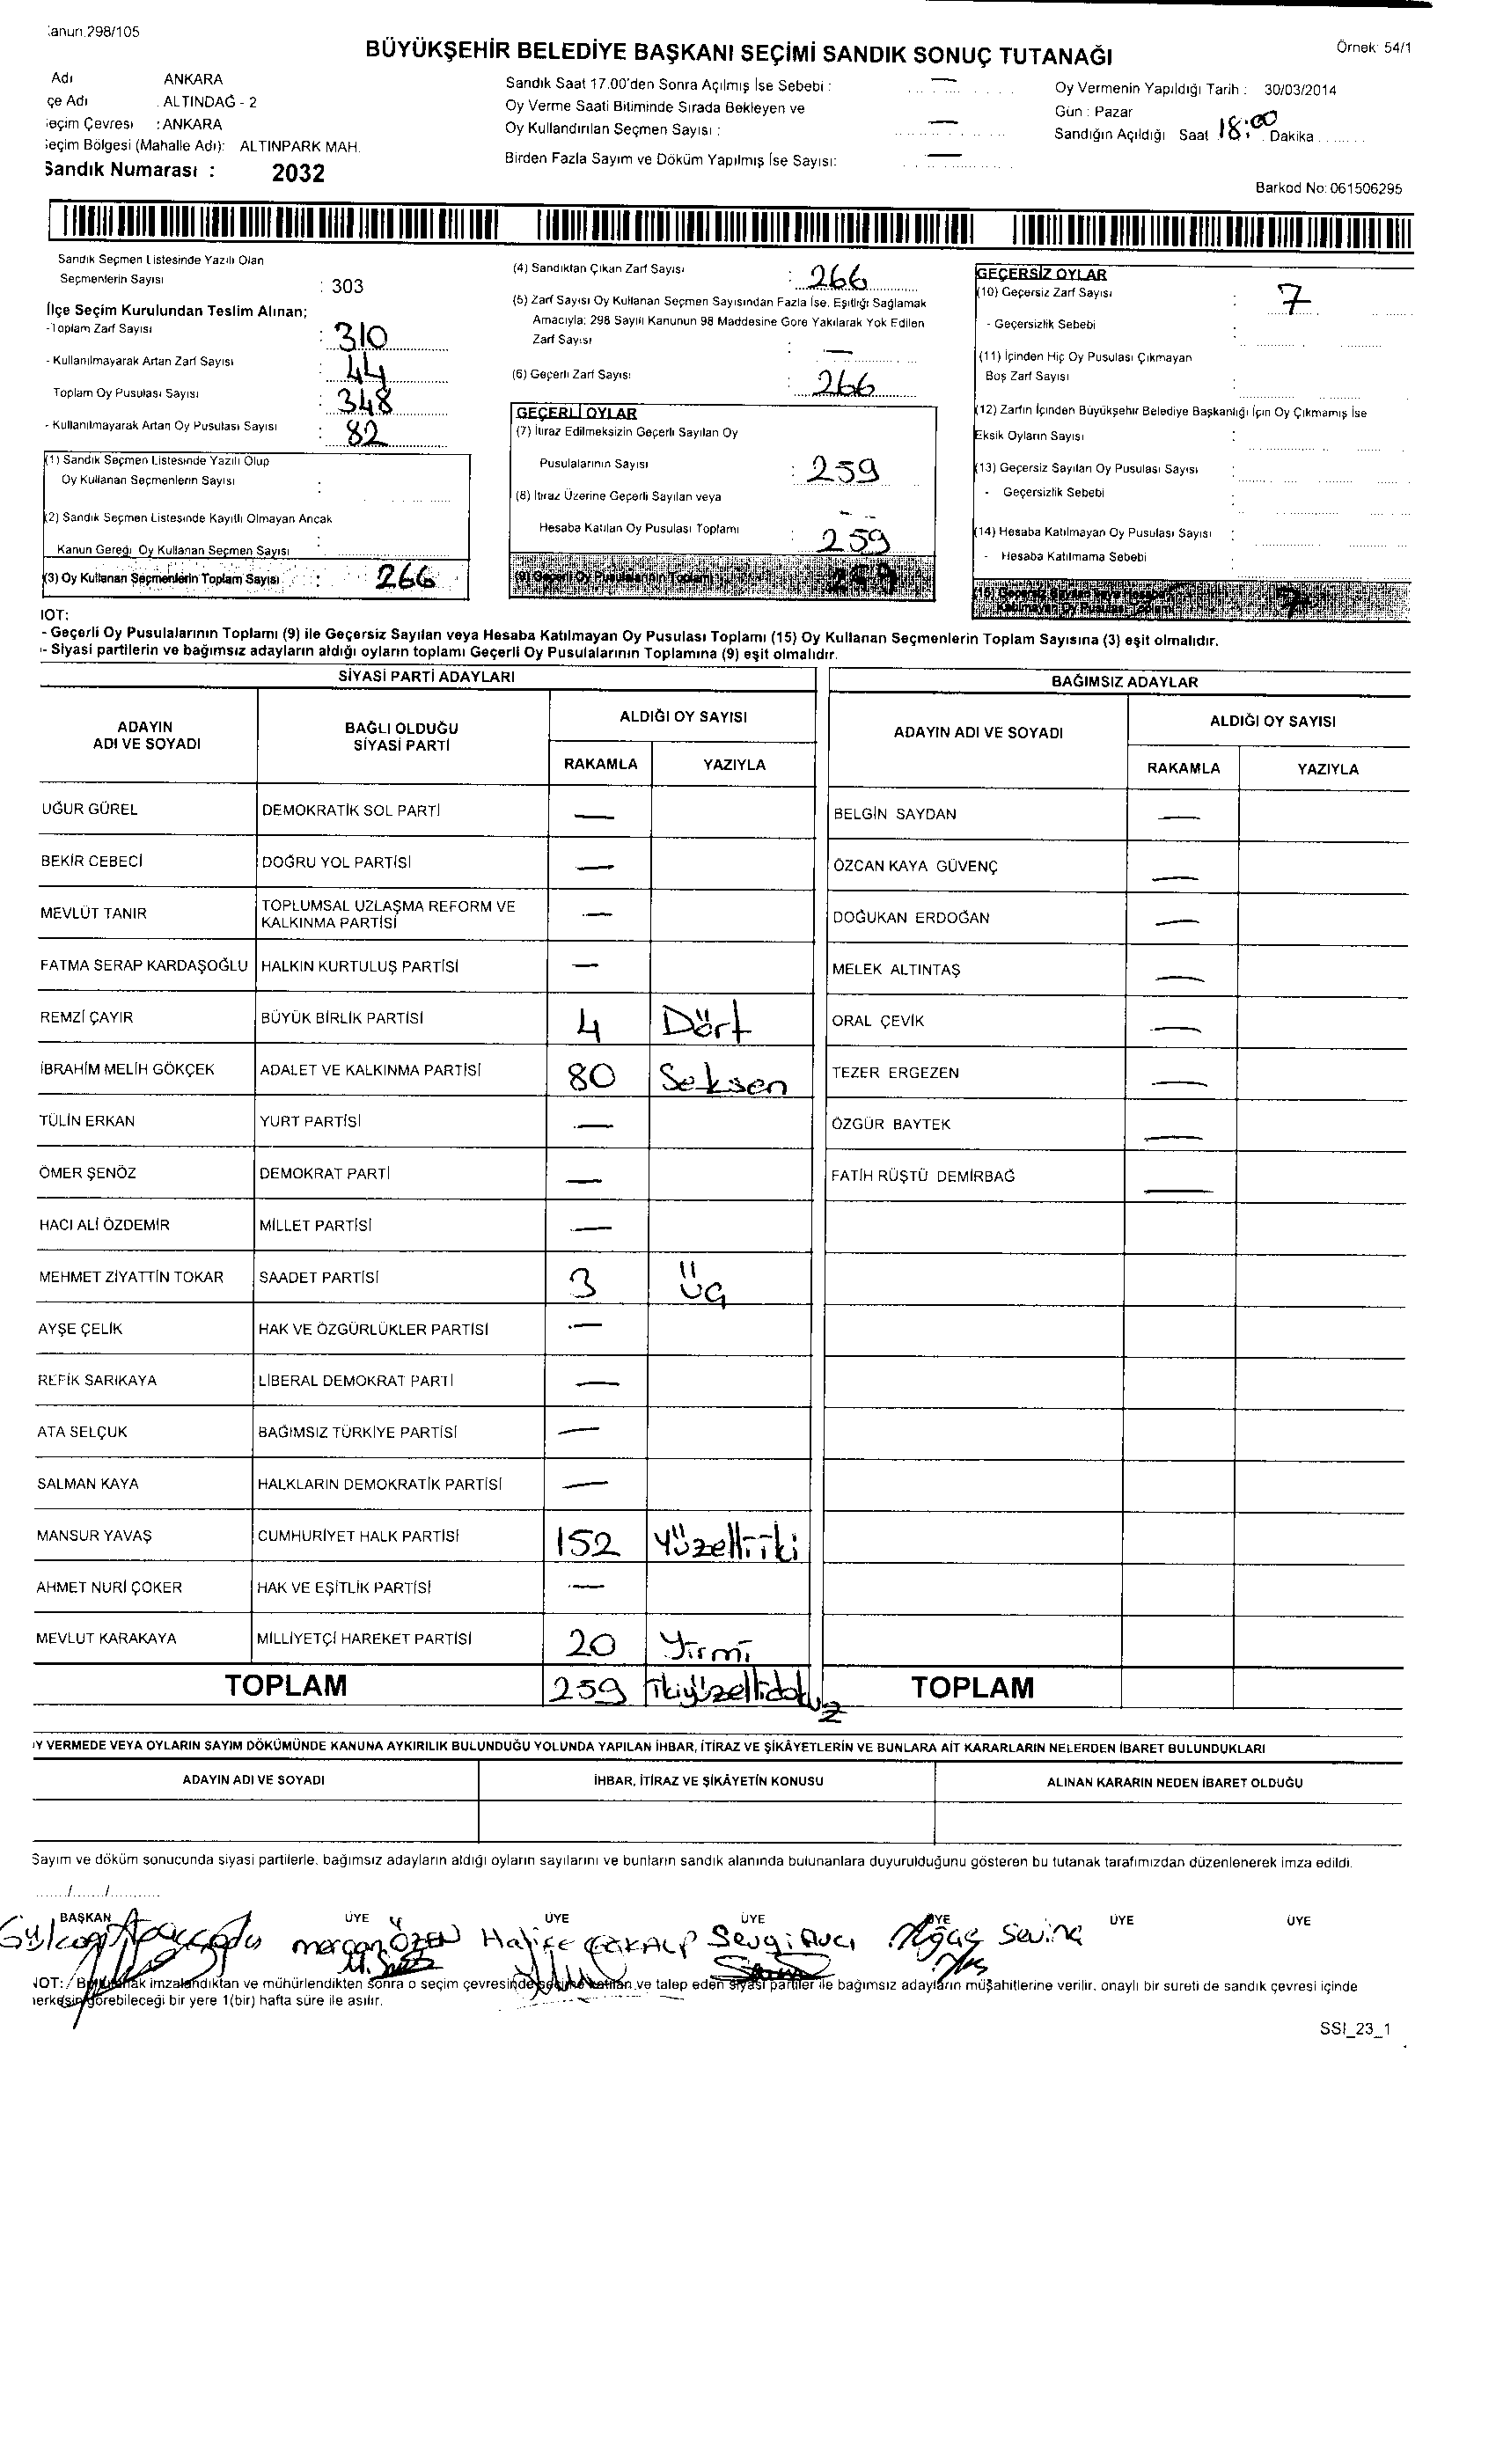 anun.298/105
Örnek: 54/1
BÜYÜKŞEHİR BELEDİYE BAŞKANI SEÇİMİ SANDIK SONUÇ TUTANAĞI
Adı ANKARA
çe Adı . ALTINDAĞ - 2
eçim Çevresi : ANKARA
eçim Bölgesi (Mahalle Adı): ALTINPARK MAH.
Sandık Numarası : 2032
Sandık Saat 17.00'den Sonra Açılmış İse Sebebi : —
Oy Verme Saati Bitiminde Sırada Bekleyen ve
Oy Kullandırılan Seçmen Sayısı : —
Birden Fazla Sayım ve Döküm Yapılmış İse Sayısı: —
Oy Vermenin Yapıldığı Tarih : 30/03/2014
Gün : Pazar
Sandığın Açıldığı Saat 18:00 Dakika
Barkod No: 061506295
Sandık Seçmen Listesinde Yazılı Olan
Seçmenlerin Sayısı : 303
İlçe Seçim Kurulundan Teslim Alınan;
-Toplam Zarf Sayısı : 310
- Kullanılmayarak Artan Zarf Sayısı : 44
Toplam Oy Pusulası Sayısı : 348
- Kullanılmayarak Artan Oy Pusulası Sayısı : 82
(1) Sandık Seçmen Listesinde Yazılı Olup
Oy Kullanan Seçmenlerin Sayısı :
(2) Sandık Seçmen Listesinde Kayıtlı Olmayan Ancak
Kanun Gereği Oy Kullanan Seçmen Sayısı :
(3) Oy Kullanan Seçmenlerin Toplam Sayısı : 266
(4) Sandıktan Çıkan Zarf Sayısı : 266
(5) Zarf Sayısı Oy Kullanan Seçmen Sayısından Fazla İse, Eşitliği Sağlamak
Amacıyla; 298 Sayılı Kanunun 98 Maddesine Göre Yakılarak Yok Edilen
Zarf Sayısı : —
(6) Geçerli Zarf Sayısı : 266
GEÇERLİ OYLAR
(7) İtiraz Edilmeksizin Geçerli Sayılan Oy
Pusulalarının Sayısı : 259
(8) İtiraz Üzerine Geçerli Sayılan veya
Hesaba Katılan Oy Pusulası Toplamı : 259
(9) Geçerli Oy Pusulalarının Toplamı 259
GEÇERSİZ OYLAR
(10) Geçersiz Zarf Sayısı : 7
- Geçersizlik Sebebi :
(11) İçinden Hiç Oy Pusulası Çıkmayan
Boş Zarf Sayısı :
(12) Zarfın İçinden Büyükşehir Belediye Başkanlığı İçin Oy Çıkmamış İse
Eksik Oyların Sayısı :
(13) Geçersiz Sayılan Oy Pusulası Sayısı :
- Geçersizlik Sebebi :
(14) Hesaba Katılmayan Oy Pusulası Sayısı :
- Hesaba Katılmama Sebebi :
(15) Geçersiz Sayılan veya Hesaba
Katılmayan Oy Pusulası Toplamı 7
IOT:
- Geçerli Oy Pusulalarının Toplamı (9) ile Geçersiz Sayılan veya Hesaba Katılmayan Oy Pusulası Toplamı (15) Oy Kullanan Seçmenlerin Toplam Sayısına (3) eşit olmalıdır.
- Siyasi partilerin ve bağımsız adayların aldığı oyların toplamı Geçerli Oy Pusulalarının Toplamına (9) eşit olmalıdır.
SİYASİ PARTİ ADAYLARI
ADAYIN ADI VE SOYADI BAĞLI OLDUĞU SİYASİ PARTİ ALDIĞI OY SAYISI
RAKAMLA YAZIYLA
UĞUR GÜREL DEMOKRATİK SOL PARTİ —
BEKİR CEBECİ DOĞRU YOL PARTİSİ —
MEVLÜT TANIR TOPLUMSAL UZLAŞMA REFORM VE KALKINMA PARTİSİ —
FATMA SERAP KARDAŞOĞLU HALKIN KURTULUŞ PARTİSİ —
REMZİ ÇAYIR BÜYÜK BİRLİK PARTİSİ 4 Dört
İBRAHİM MELİH GÖKÇEK ADALET VE KALKINMA PARTİSİ 80 Seksen
TÜLİN ERKAN YURT PARTİSİ —
ÖMER ŞENÖZ DEMOKRAT PARTİ —
HACI ALİ ÖZDEMİR MİLLET PARTİSİ —
MEHMET ZİYATTİN TOKAR SAADET PARTİSİ 3 Üç
AYŞE ÇELİK HAK VE ÖZGÜRLÜKLER PARTİSİ —
REFİK SARIKAYA LİBERAL DEMOKRAT PARTİ —
ATA SELÇUK BAĞIMSIZ TÜRKİYE PARTİSİ —
SALMAN KAYA HALKLARIN DEMOKRATİK PARTİSİ —
MANSUR YAVAŞ CUMHURİYET HALK PARTİSİ 152 Yüzelliiki
AHMET NURİ ÇOKER HAK VE EŞİTLİK PARTİSİ —
MEVLUT KARAKAYA MİLLİYETÇİ HAREKET PARTİSİ 20 Yirmi
TOPLAM 259 İkiyüzellidokuz
BAĞIMSIZ ADAYLAR
ADAYIN ADI VE SOYADI ALDIĞI OY SAYISI
RAKAMLA YAZIYLA
BELGİN SAYDAN —
ÖZCAN KAYA GÜVENÇ —
DOĞUKAN ERDOĞAN —
MELEK ALTINTAŞ —
ORAL ÇEVİK —
TEZER ERGEZEN —
ÖZGÜR BAYTEK —
FATİH RÜŞTÜ DEMİRBAĞ —
TOPLAM
Y VERMEDE VEYA OYLARIN SAYIM DÖKÜMÜNDE KANUNA AYKIRILIK BULUNDUĞU YOLUNDA YAPILAN İHBAR, İTİRAZ VE ŞİKÂYETLERİN VE BUNLARA AİT KARARLARIN NELERDEN İBARET BULUNDUKLARI
ADAYIN ADI VE SOYADI İHBAR, İTİRAZ VE ŞİKÂYETİN KONUSU ALINAN KARARIN NEDEN İBARET OLDUĞU
Sayım ve döküm sonucunda siyasi partilerle, bağımsız adayların aldığı oyların sayılarını ve bunların sandık alanında bulunanlara duyurulduğunu gösteren bu tutanak tarafımızdan düzenlenerek imza edildi.
....../......./............
BAŞKAN ÜYE ÜYE ÜYE ÜYE ÜYE ÜYE
mercan ÖZEN Sevgi Avcı
IOT: Bu tutanak imzalandıktan ve mühürlendikten sonra o seçim çevresinde seçime katılan ve talep eden siyasi partiler ile bağımsız adayların müşahitlerine verilir, onaylı bir sureti de sandık çevresi içinde
herkesin görebileceği bir yere 1(bir) hafta süre ile asılır.
SSI_23_1